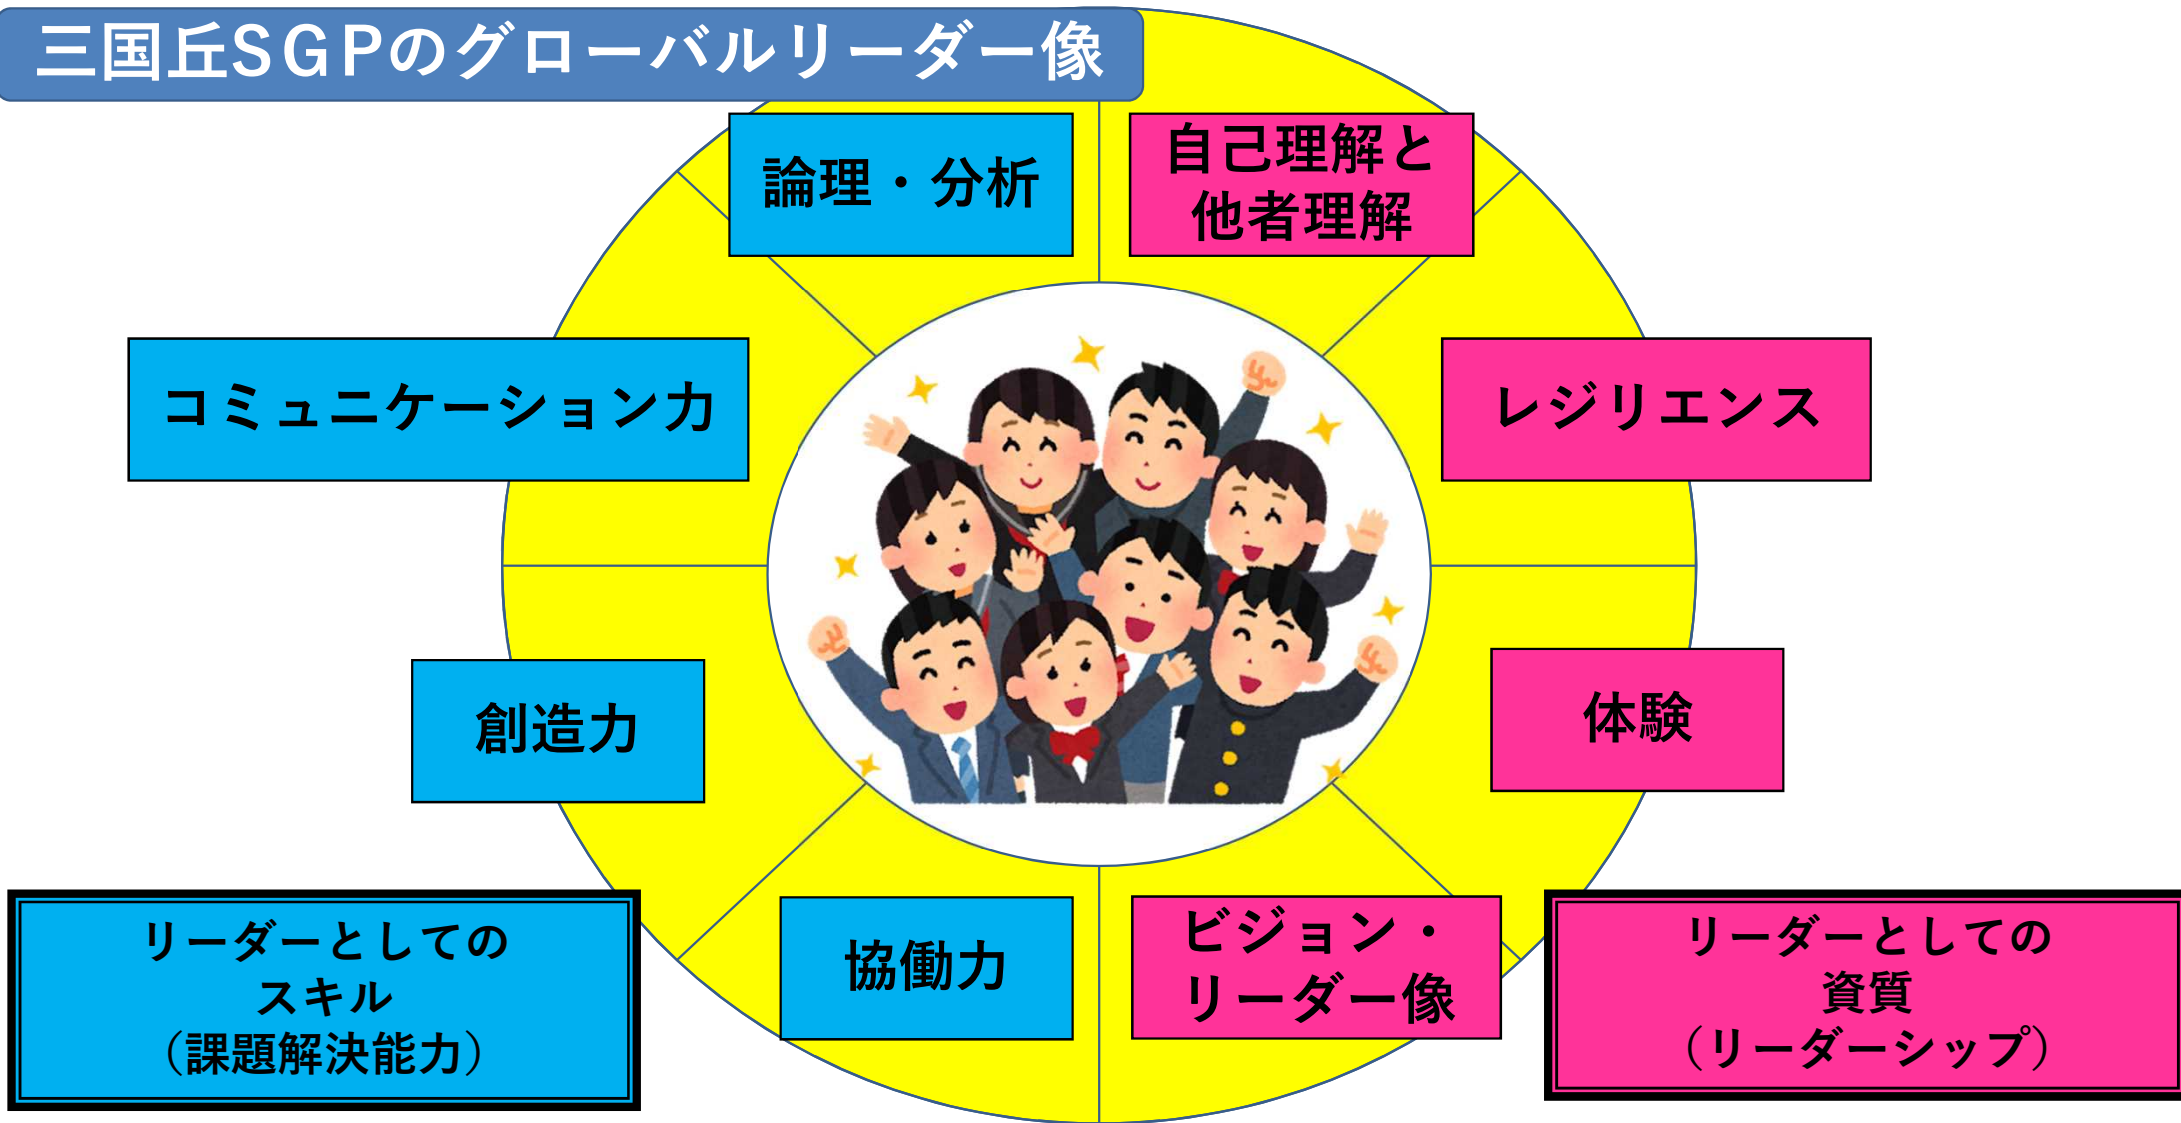 三国丘SGPのグローバルリーダー像
論理・分析
自己理解と
他者理解
コミュニケーション力
レジリエンス
創造力
体験
協働力
ビジョン・
リーダー像
リーダーとしての
スキル
（課題解決能力）
リーダーとしての
資質
（リーダーシップ）